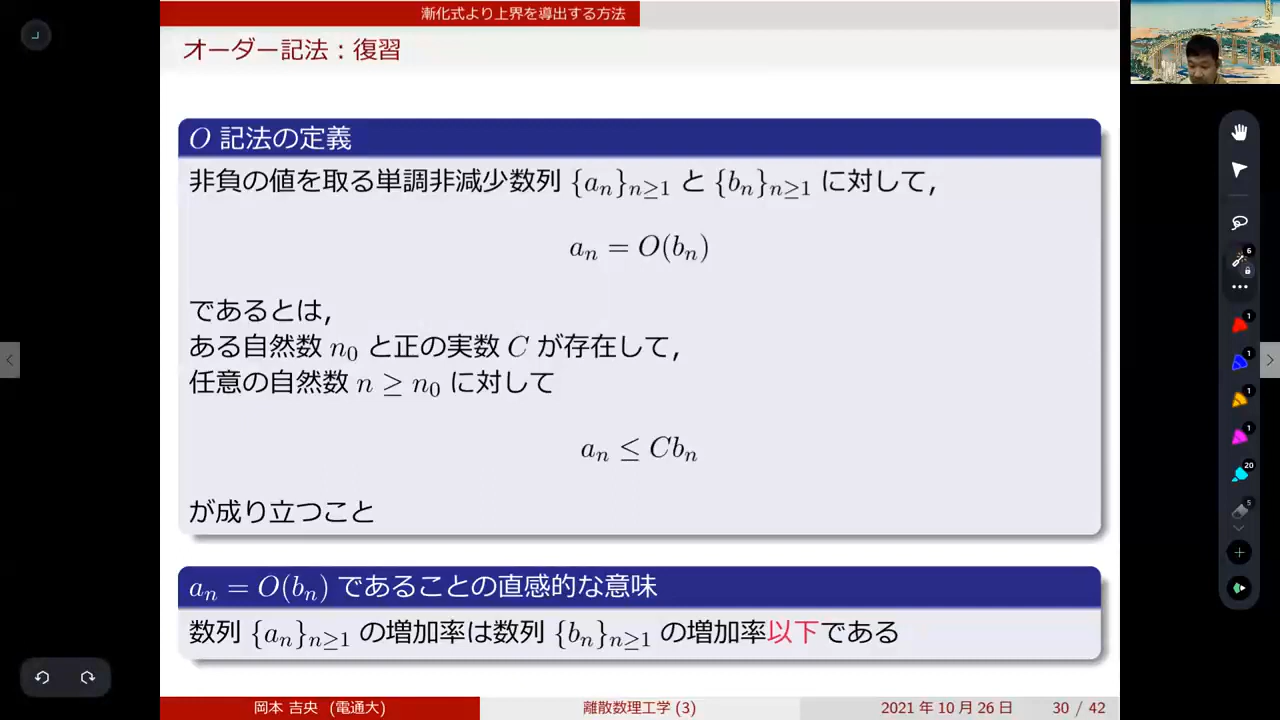 漸化式より上界を導出する方法
オーダー記法：復習
O 記法の定義
非負の値を取る単調非減少数列 {a_n}_{n≥1} と {b_n}_{n≥1} に対して,
a_n = O(b_n)
であるとは,
ある自然数 n_0 と正の実数 C が存在して,
任意の自然数 n ≥ n_0 に対して
a_n ≤ Cb_n
が成り立つこと
a_n = O(b_n) であることの直感的な意味
数列 {a_n}_{n≥1} の増加率は数列 {b_n}_{n≥1} の増加率以下である
岡本 吉央 (電通大)
離散数理工学 (3)
2021 年 10 月 26 日
30 / 42
6
1
1
1
1
20
5